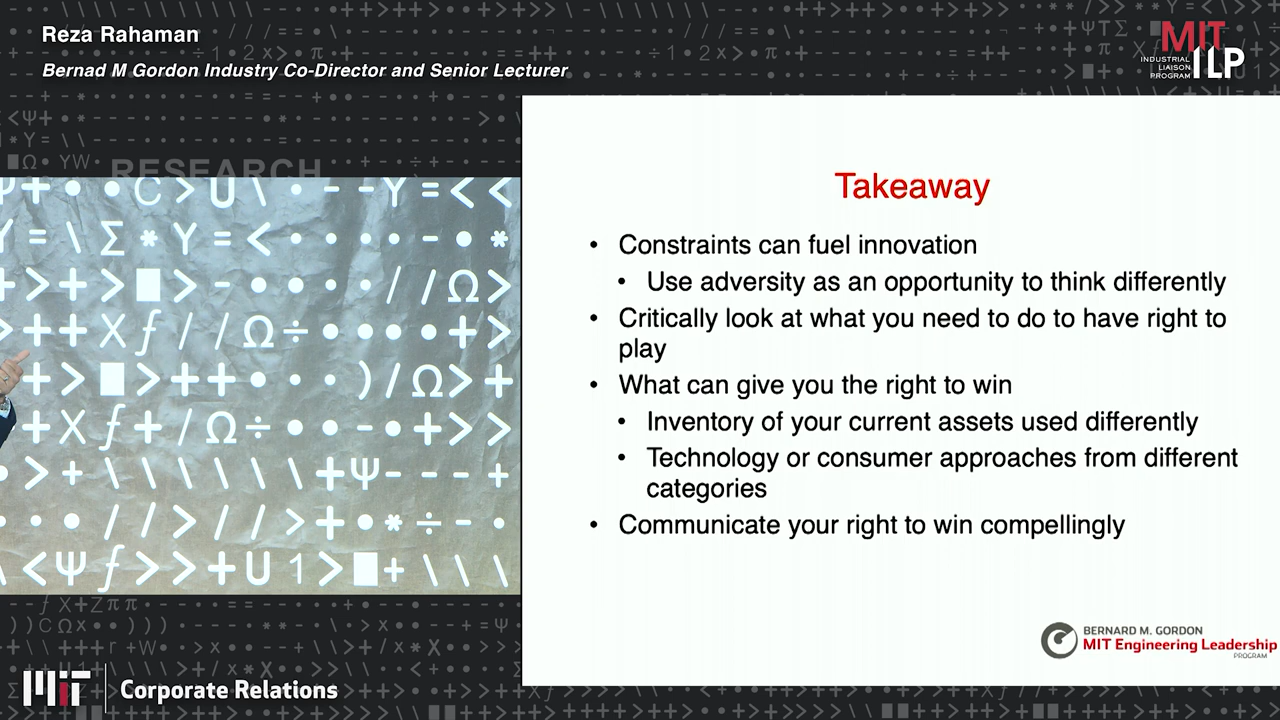 Reza Rahaman
Bernad M Gordon Industry Co-Director and Senior Lecturer
MIT
INDUSTRIAL
LIAISON
PROGRAM
ILP
RESEARCH
Takeaway
• Constraints can fuel innovation
• Use adversity as an opportunity to think differently
• Critically look at what you need to do to have right to
play
• What can give you the right to win
• Inventory of your current assets used differently
• Technology or consumer approaches from different
categories
• Communicate your right to win compellingly
BERNARD M. GORDON
MIT Engineering Leadership
PROGRAM
MIT
Corporate Relations